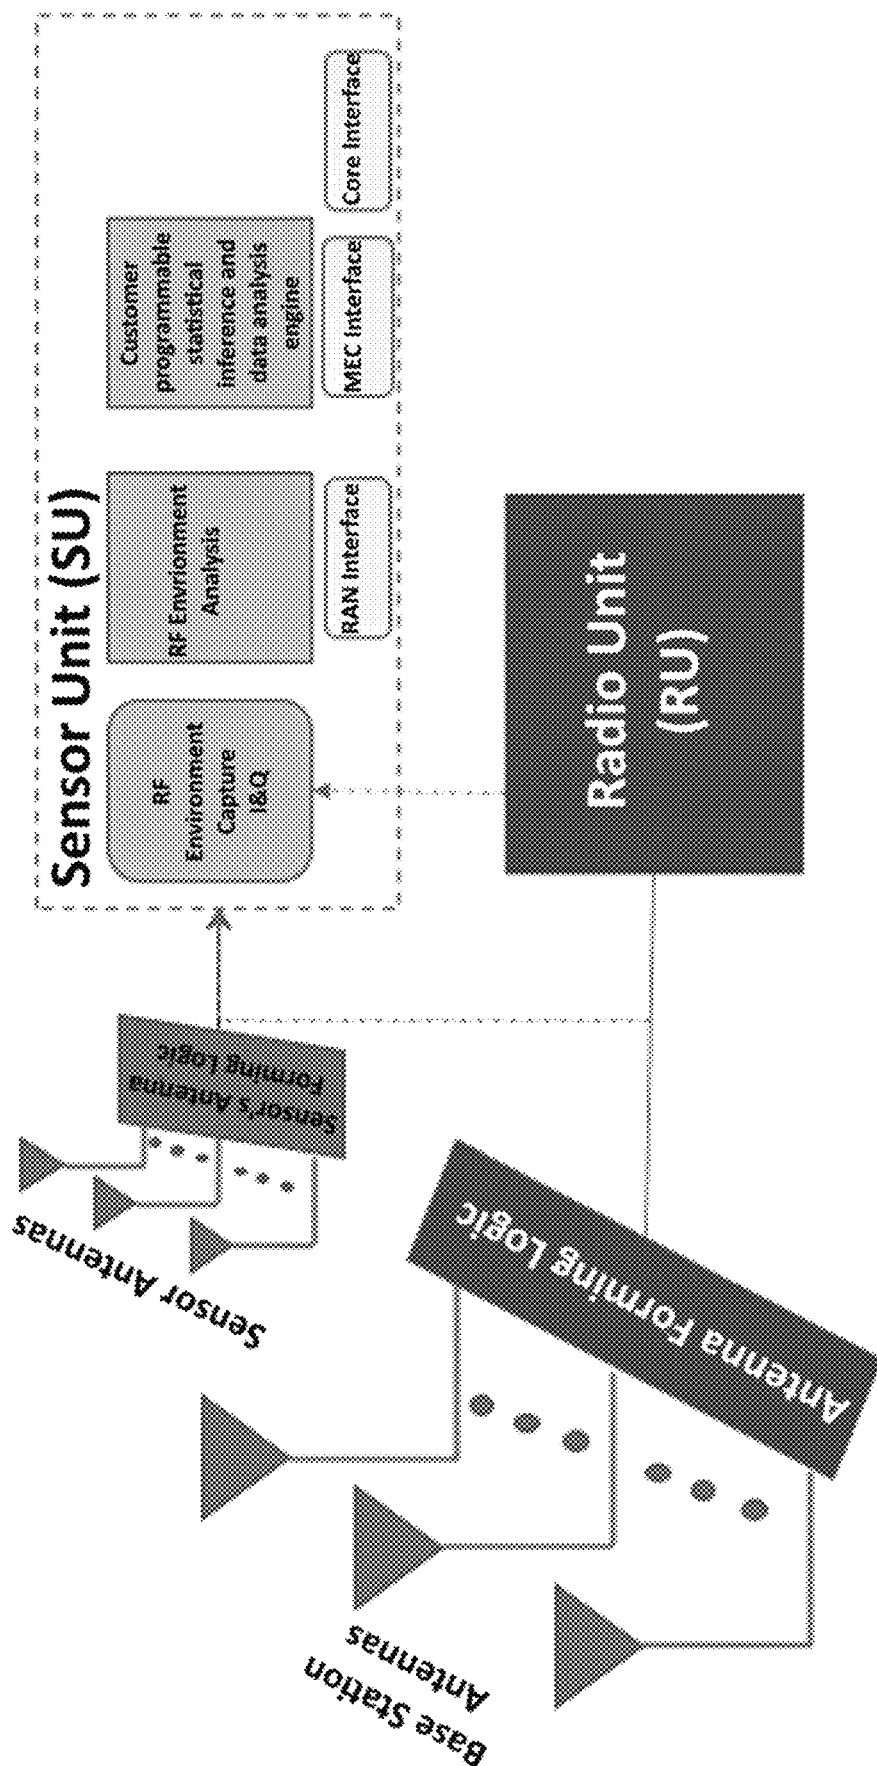 Sensor Unit (SU)
RF
Environment
Capture
I&Q
RF Envrionment
Analysis
Customer
programmable
statistical
inference and
data analysis
engine
RAN Interface
MEC Interface
Core Interface
Radio Unit
(RU)
Sensor Antennas
Sensor's Antenna
Forming Logic
Base Station
Antennas
Antenna Forming Logic